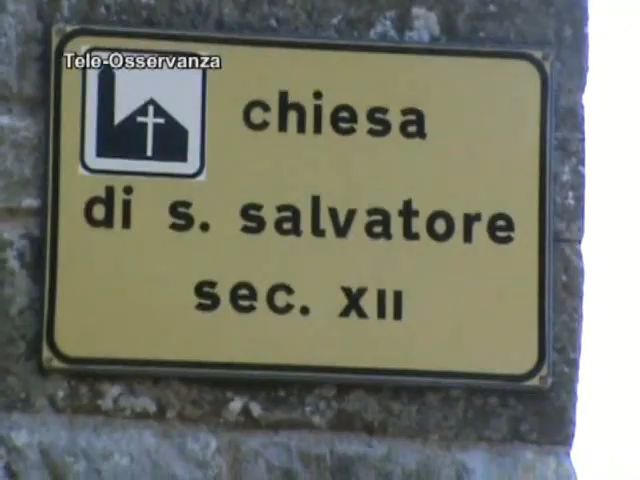 Tele-Osservanza
chiesa
di s. salvatore
sec. XII